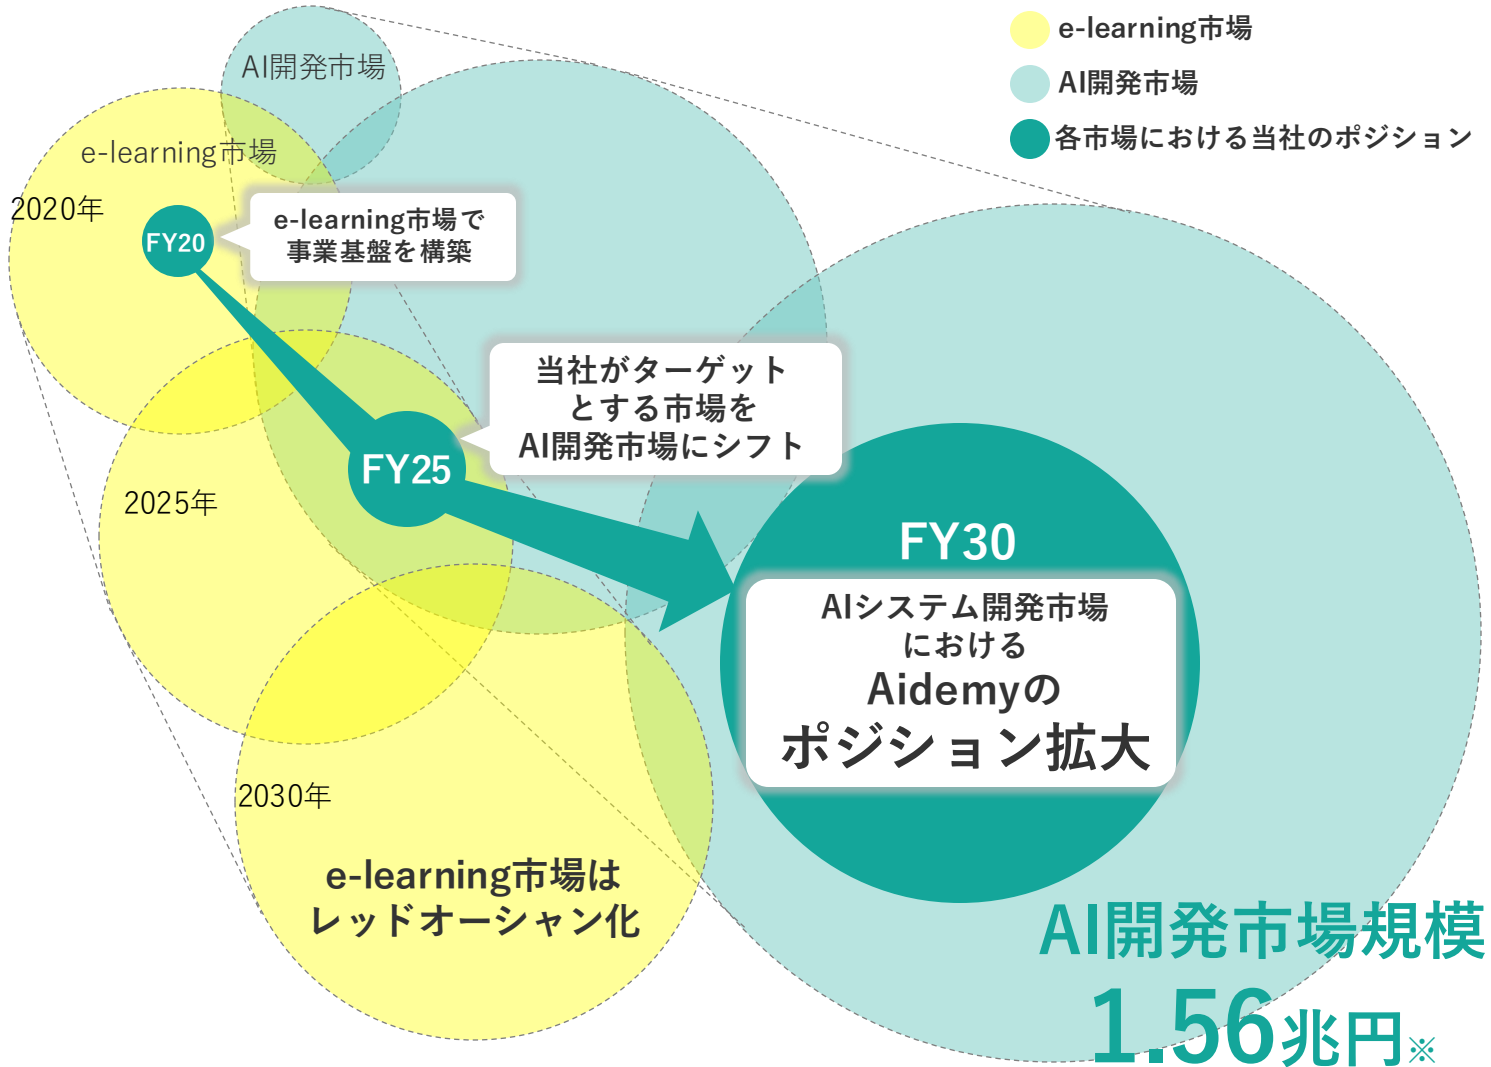 e-learning市場
AI開発市場
各市場における当社のポジション
AI開発市場
e-learning市場
2020年
FY20
e-learning市場で
事業基盤を構築
当社がターゲット
とする市場を
AI開発市場にシフト
FY25
2025年
FY30
AIシステム開発市場
における
Aidemyの
ポジション拡大
2030年
e-learning市場は
レッドオーシャン化
AI開発市場規模
1.56兆円※